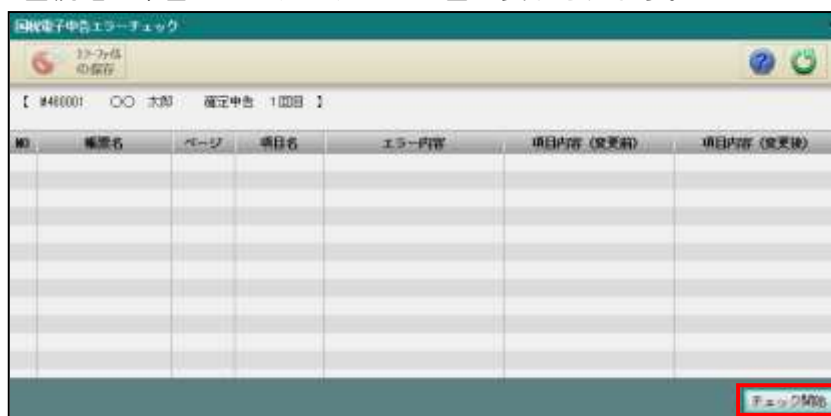 国税電子申告エラーチェック
エラーファイル
の保存
【 M480001 〇〇 太郎 確定申告 1回目 】
NO 帳票名 ページ 項目名 エラー内容 項目内容（変更前） 項目内容（変更後）
チェック開始